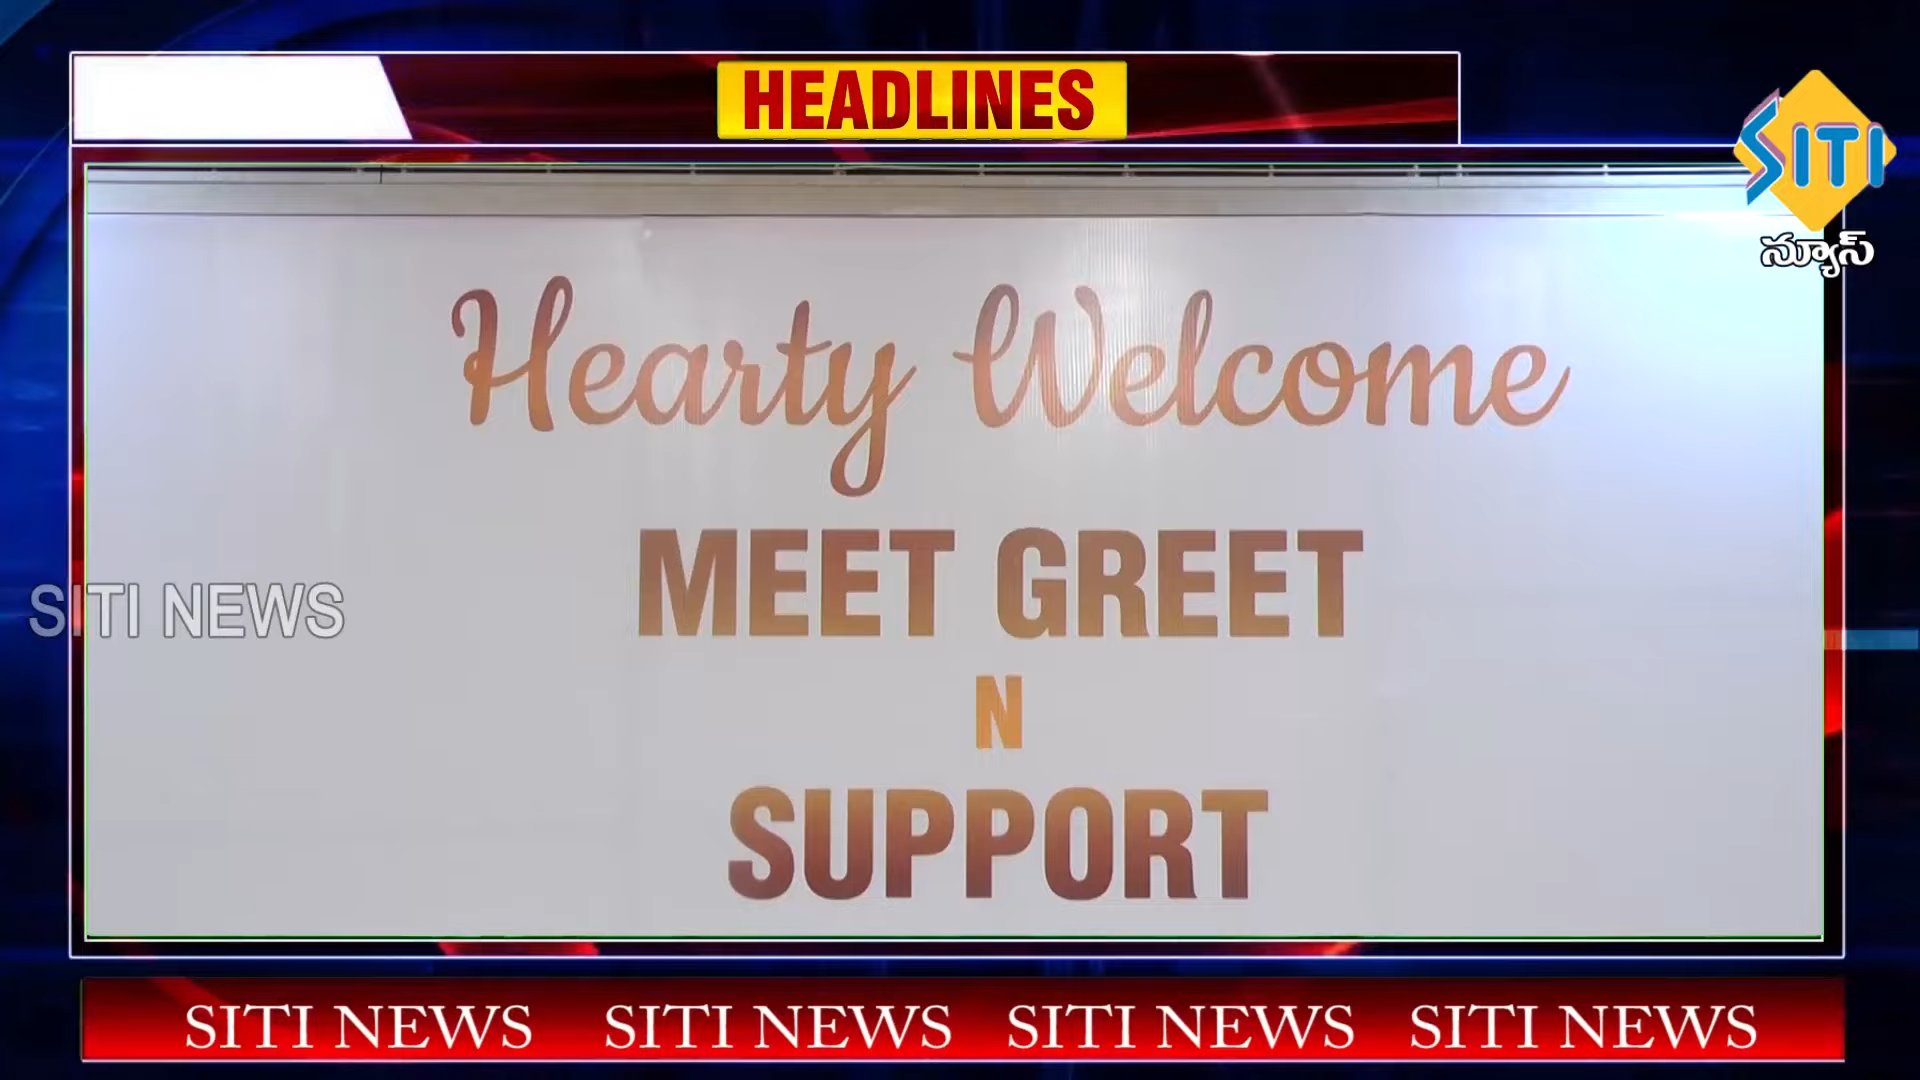 HEADLINES
SITI
న్యూస్
Hearty Welcome
MEET GREET
N
SUPPORT
SITI NEWS
SITI NEWS SITI NEWS SITI NEWS SITI NEWS